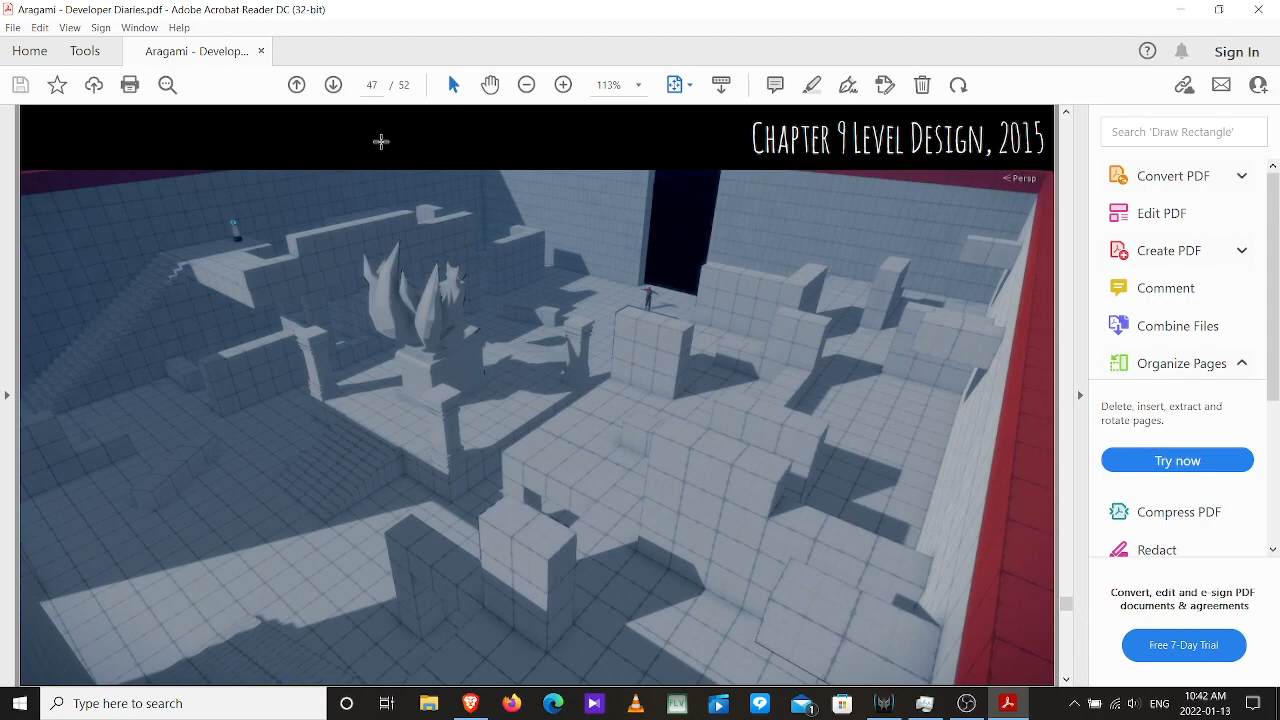 Aragami - Developer Diaries.pdf - Adobe Acrobat Reader DC (32-bit)
File Edit View Sign Window Help
Home Tools Aragami - Develop... × Sign In
47 / 52 113%
Chapter 9 Level Design, 2015
Persp
Search 'Draw Rectangle'
Convert PDF
Edit PDF
Create PDF
Comment
Combine Files
Organize Pages
Delete, insert, extract and
rotate pages.
Try now
Compress PDF
Redact
Convert, edit and e-sign PDF
documents & agreements
Free 7-Day Trial
Type here to search
FLV
ENG
10:42 AM
2022-01-13